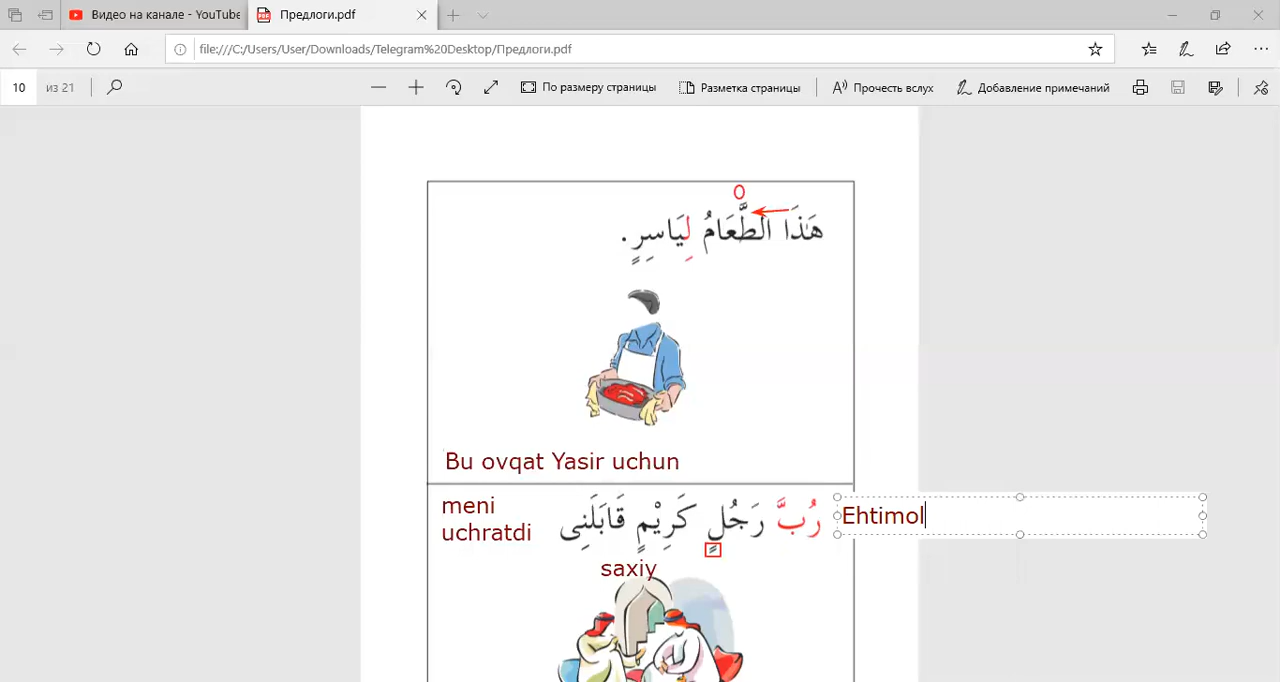 Видео на канале - YouTube
Предлоги.pdf
file:///C:/Users/User/Downloads/Telegram%20Desktop/Предлоги.pdf
10 из 21
По размеру страницы
Разметка страницы
Прочесть вслух
Добавление примечаний
هَذَا الطَّعَامُ لِيَاسِرٍ .
Bu ovqat Yasir uchun
رُبَّ رَجُلٍ كَرِيْمٍ قَابَلَنِى
meni
uchratdi
Ehtimol
saxiy